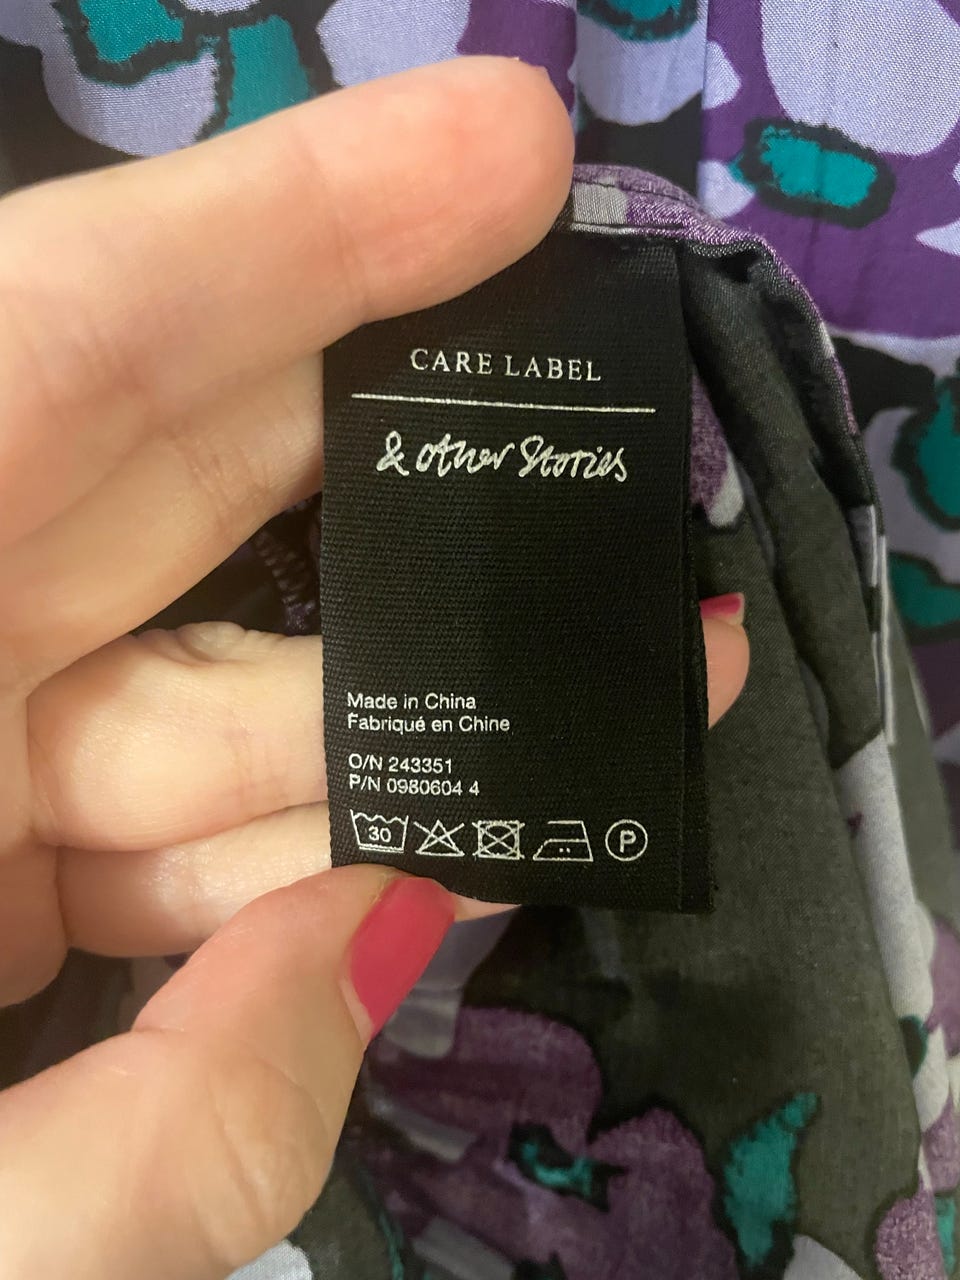 CARE LABEL
& other Stories
Made in China
Fabriqué en Chine
O/N 243351
P/N 0980604 4
30
P